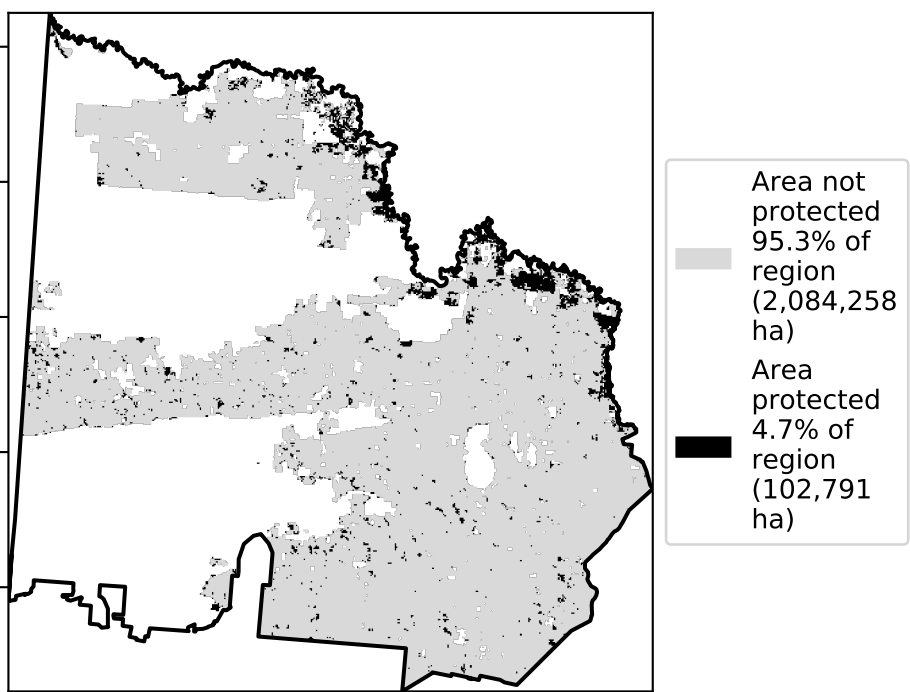 Area not
protected
95.3% of
region
(2,084,258
ha)
Area
protected
4.7% of
region
(102,791
ha)